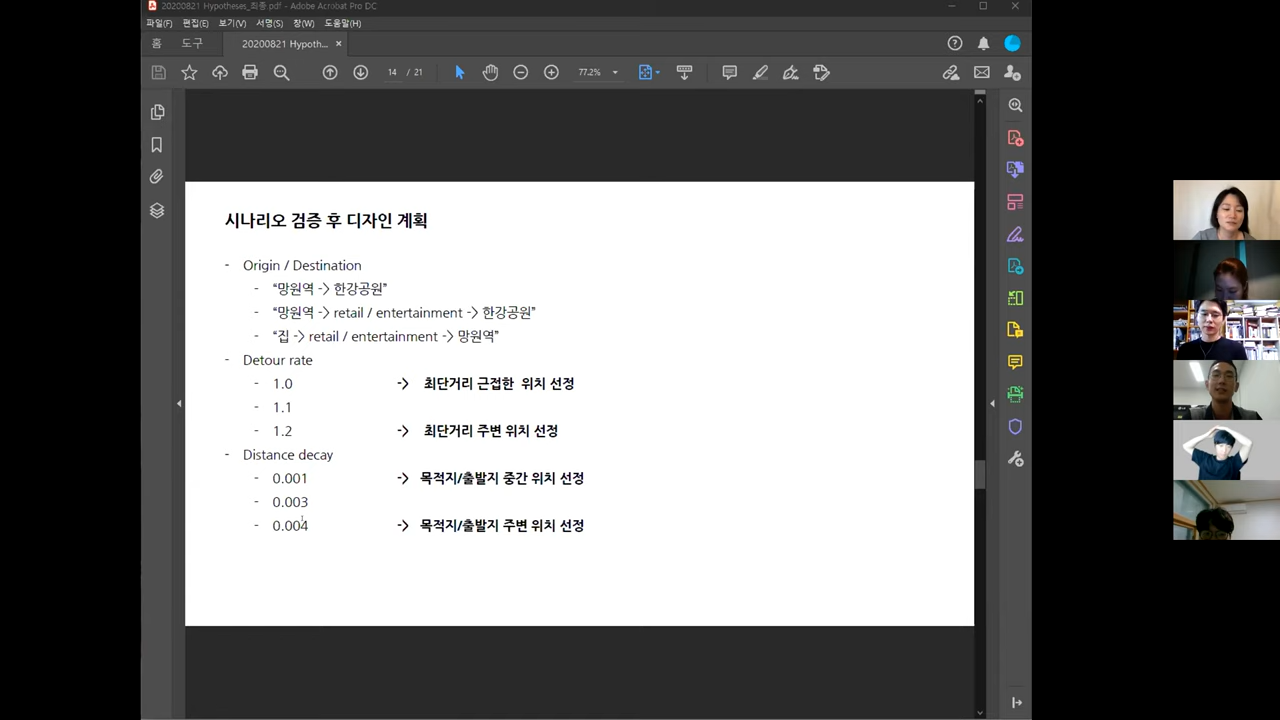 20200821 Hypotheses_최종.pdf - Adobe Acrobat Pro DC
파일(F) 편집(E) 보기(V) 서명(S) 창(W) 도움말(H)
홈 도구 20200821 Hypoth... ×
14 / 21 77.2%
시나리오 검증 후 디자인 계획
- Origin / Destination
- “망원역 -> 한강공원”
- “망원역 -> retail / entertainment -> 한강공원”
- “집 -> retail / entertainment -> 망원역”
- Detour rate
- 1.0 -> 최단거리 근접한 위치 선정
- 1.1
- 1.2 -> 최단거리 주변 위치 선정
- Distance decay
- 0.001 -> 목적지/출발지 중간 위치 선정
- 0.003
- 0.004 -> 목적지/출발지 주변 위치 선정